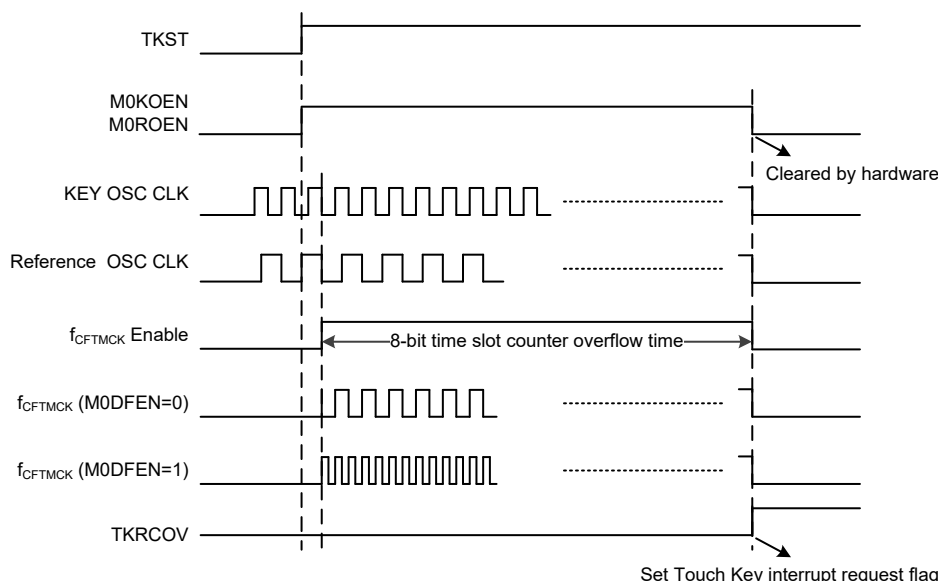 TKST
M0KOEN
M0ROEN
Cleared by hardware
KEY OSC CLK
Reference OSC CLK
fCFTMCK Enable
8-bit time slot counter overflow time
fCFTMCK (M0DFEN=0)
fCFTMCK (M0DFEN=1)
TKRCOV
Set Touch Key interrupt request flag